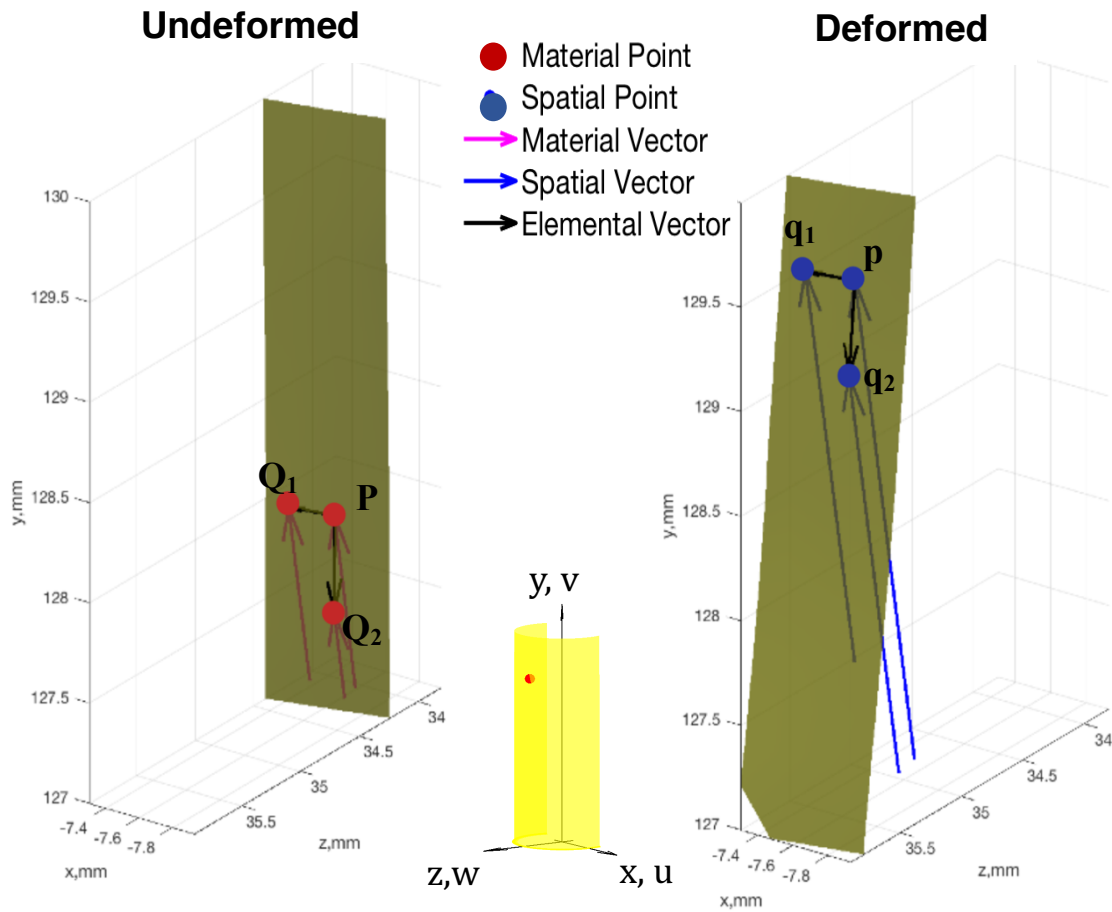 Undeformed
Deformed
Material Point
Spatial Point
Material Vector
Spatial Vector
Elemental Vector
130
129.5
129
128.5
128
127.5
127
y,mm
-7.4
-7.6
-7.8
x,mm
35.5
35
34.5
34
z,mm
Q1
P
Q2
y, v
z,w
x, u
129.5
129
128.5
128
127.5
127
y,mm
-7.4
-7.6
-7.8
x,mm
35.5
35
34.5
34
z,mm
q1
p
q2